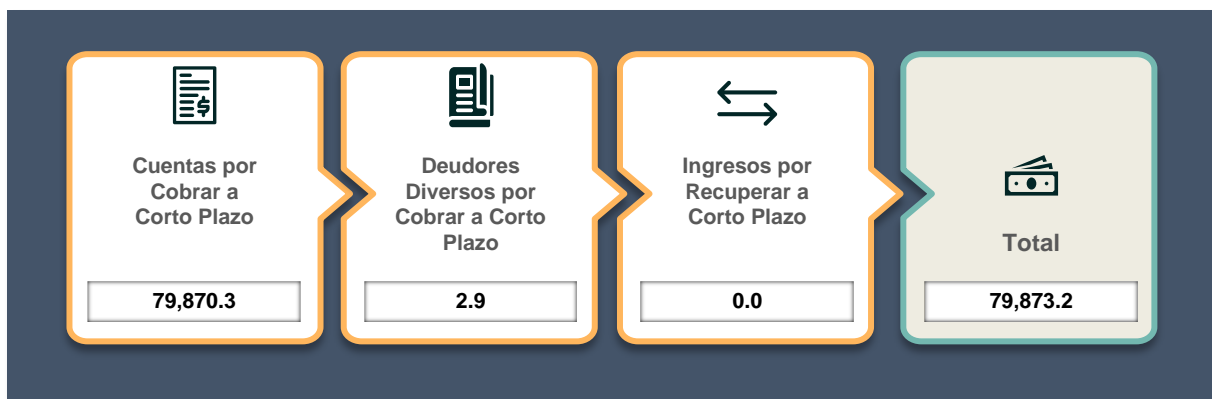 Cuentas por
Cobrar a
Corto Plazo
79,870.3
Deudores
Diversos por
Cobrar a Corto
Plazo
2.9
Ingresos por
Recuperar a
Corto Plazo
0.0
Total
79,873.2